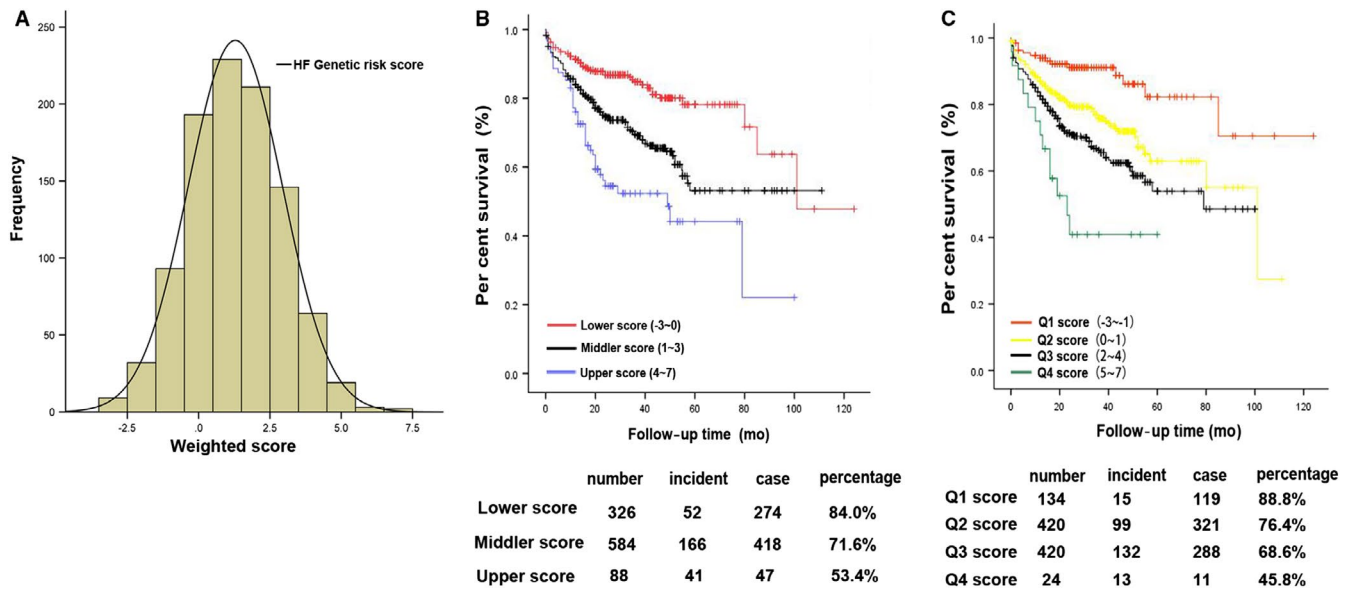 A
250
200
150
100
50
0
Frequency
HF Genetic risk score
-2.5 .0 2.5 5.0 7.5
Weighted score
B
1.0
0.8
0.6
0.4
0.2
0.0
Per cent survival (%)
Lower score (-3~0)
Middler score (1~3)
Upper score (4~7)
0 20 40 60 80 100 120
Follow-up time (mo)
number incident case percentage
Lower score 326 52 274 84.0%
Middler score 584 166 418 71.6%
Upper score 88 41 47 53.4%
C
1.0
0.8
0.6
0.4
0.2
0.0
Per cent survival (%)
Q1 score (-3~-1)
Q2 score (0~1)
Q3 score (2~4)
Q4 score (5~7)
0 20 40 60 80 100 120
Follow-up time (mo)
number incident case percentage
Q1 score 134 15 119 88.8%
Q2 score 420 99 321 76.4%
Q3 score 420 132 288 68.6%
Q4 score 24 13 11 45.8%